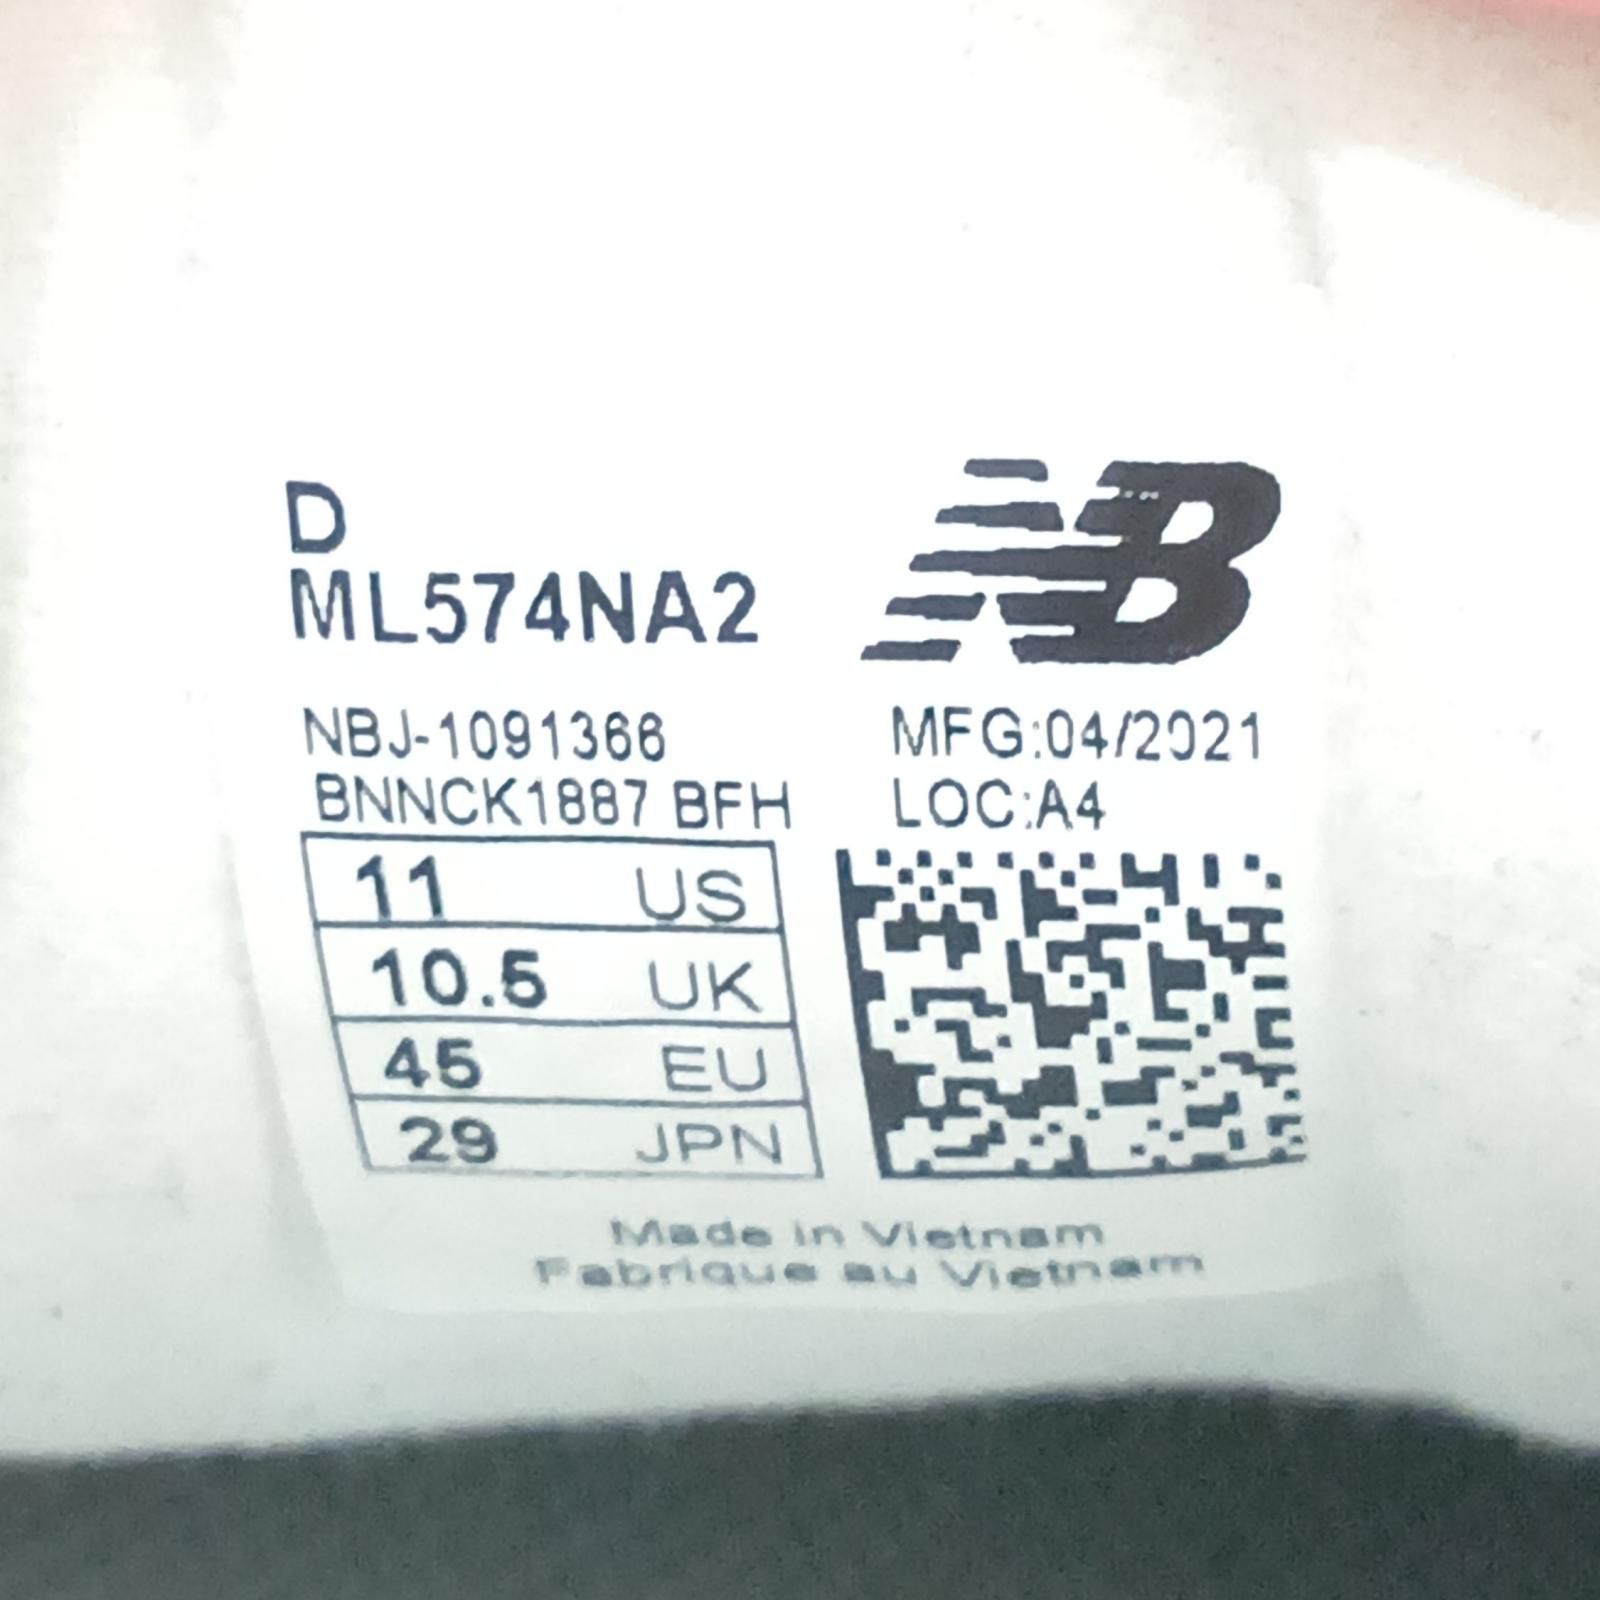 D
ML574NA2
NB
NBJ-1091366
MFG:04/2021
BNNCK1887 BFH
LOC:A4
11 US
10.5 UK
45 EU
29 JPN
Made in Vietnam
Fabrique au Vietnam